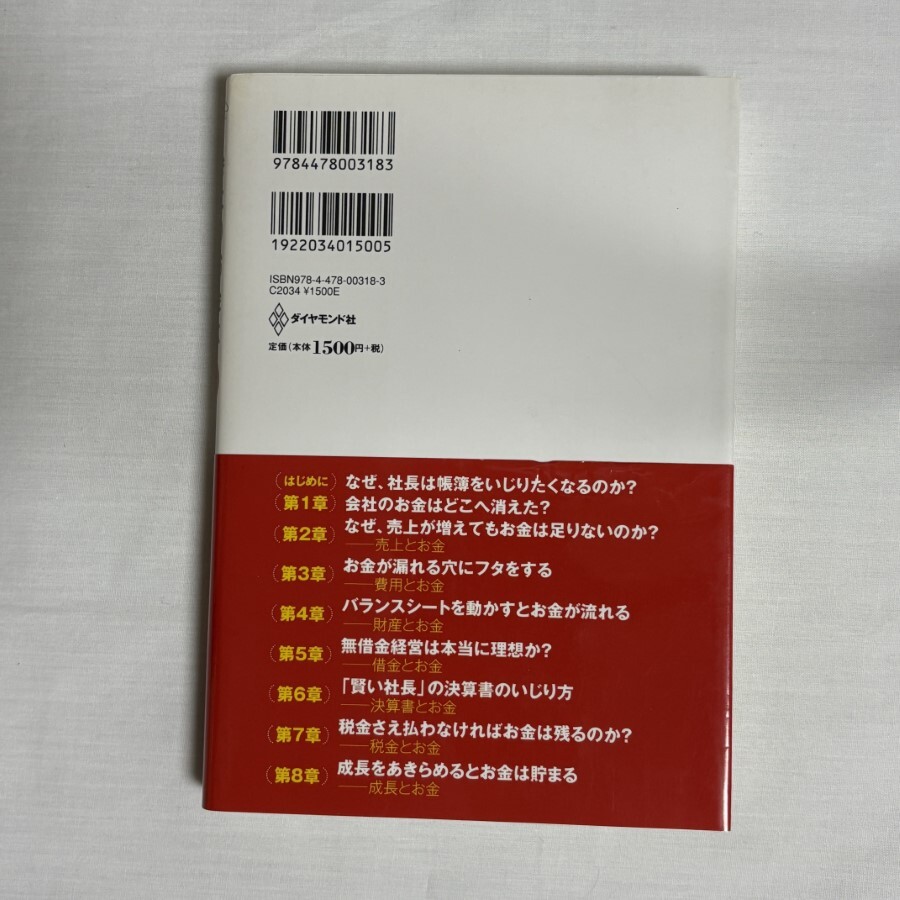 9784478003183
1922034015005
ISBN978-4-478-00318-3
C2034 ¥1500E
ダイヤモンド社
定価(本体1500円+税)
(はじめに) なぜ、社長は帳簿をいじりたくなるのか?
(第1章) 会社のお金はどこへ消えた?
(第2章) なぜ、売上が増えてもお金は足りないのか?
——売上とお金
(第3章) お金が漏れる穴にフタをする
——費用とお金
(第4章) バランスシートを動かすとお金が流れる
——財産とお金
(第5章) 無借金経営は本当に理想か?
——借金とお金
(第6章) 「賢い社長」の決算書のいじり方
——決算書とお金
(第7章) 税金さえ払わなければお金は残るのか?
——税金とお金
(第8章) 成長をあきらめるとお金は貯まる
——成長とお金